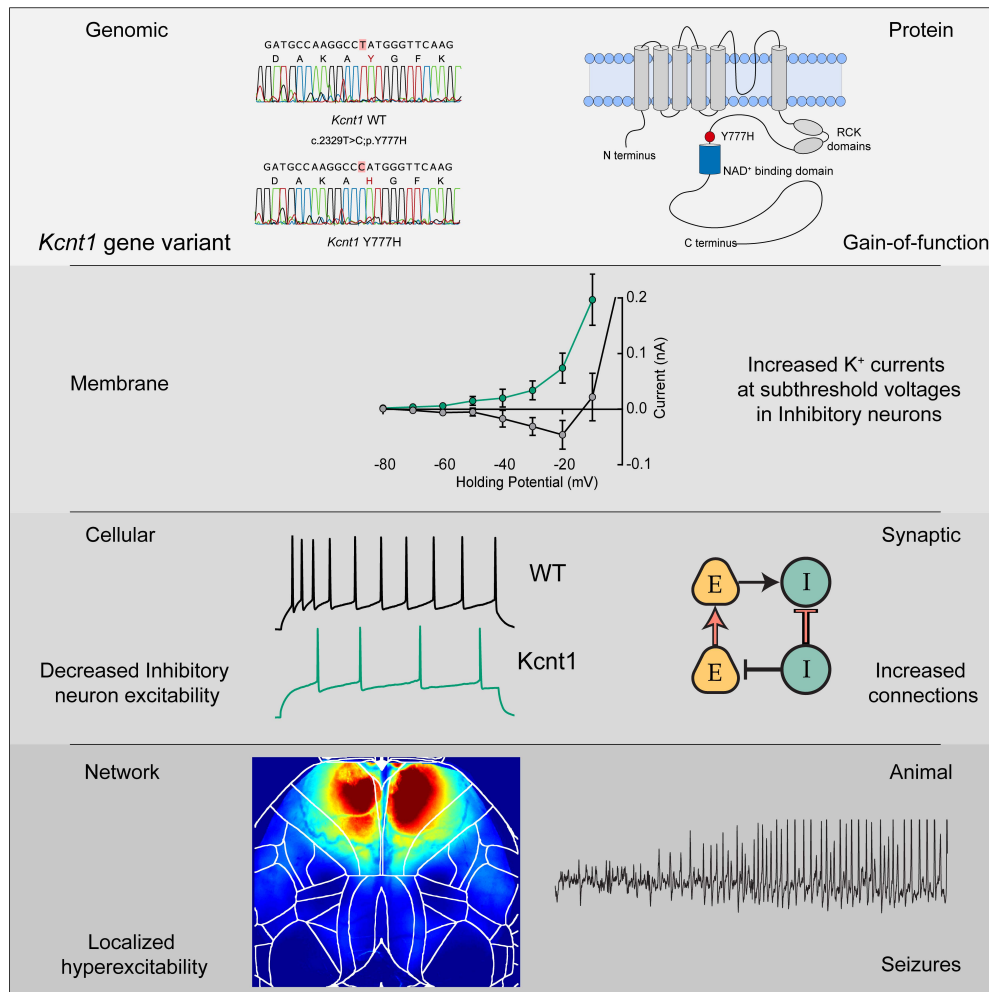 Genomic
GATGCCAAGGCCTATGGGTTCAAG
D A K A Y G F K
Kcnt1 WT
c.2329T>C;p.Y777H
GATGCCAAGGCCCATGGGTTCAAG
D A K A H G F K
Kcnt1 Y777H
Kcnt1 gene variant
Protein
Y777H
RCK
domains
N terminus
NAD+ binding domain
C terminus
Gain-of-function
Membrane
0.2
0.1
0.0
-0.1
Currrent (nA)
-80 -60 -40 -20
Holding Potential (mV)
Increased K+ currents
at subthreshold voltages
in Inhibitory neurons
Cellular
WT
Kcnt1
Decreased Inhibitory
neuron excitability
Synaptic
E I
E I
Increased
connections
Network
Localized
hyperexcitability
Animal
Seizures